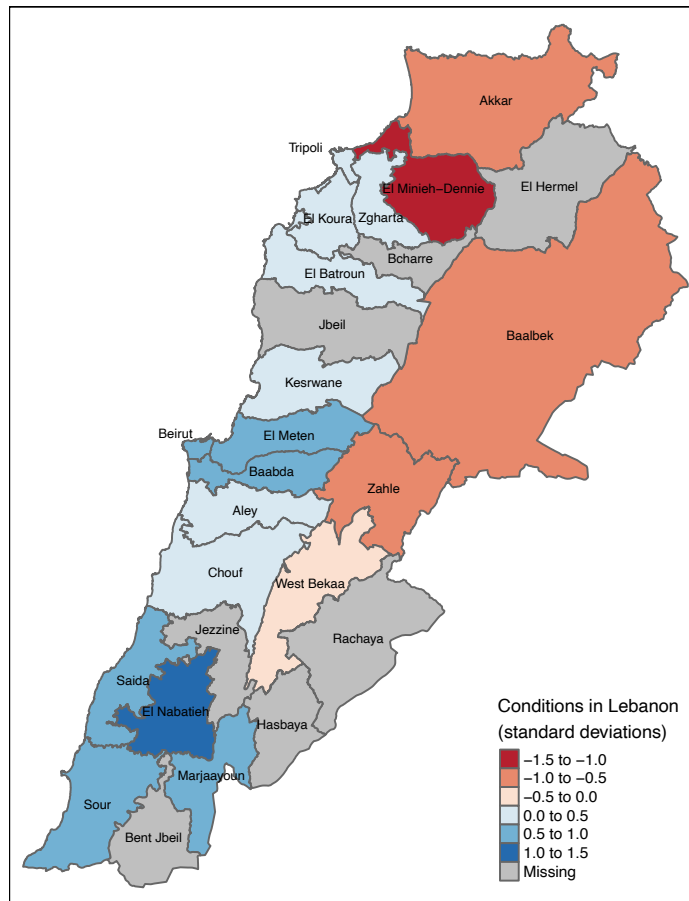 Akkar
Tripoli
El Minieh−Dennie
El Hermel
El Koura
Zgharta
Bcharre
El Batroun
Jbeil
Baalbek
Kesrwane
Beirut
El Meten
Baabda
Zahle
Aley
Chouf
West Bekaa
Jezzine
Rachaya
Saida
El Nabatieh
Hasbaya
Marjaayoun
Sour
Bent Jbeil
Conditions in Lebanon
(standard deviations)
−1.5 to −1.0
−1.0 to −0.5
−0.5 to 0.0
0.0 to 0.5
0.5 to 1.0
1.0 to 1.5
Missing